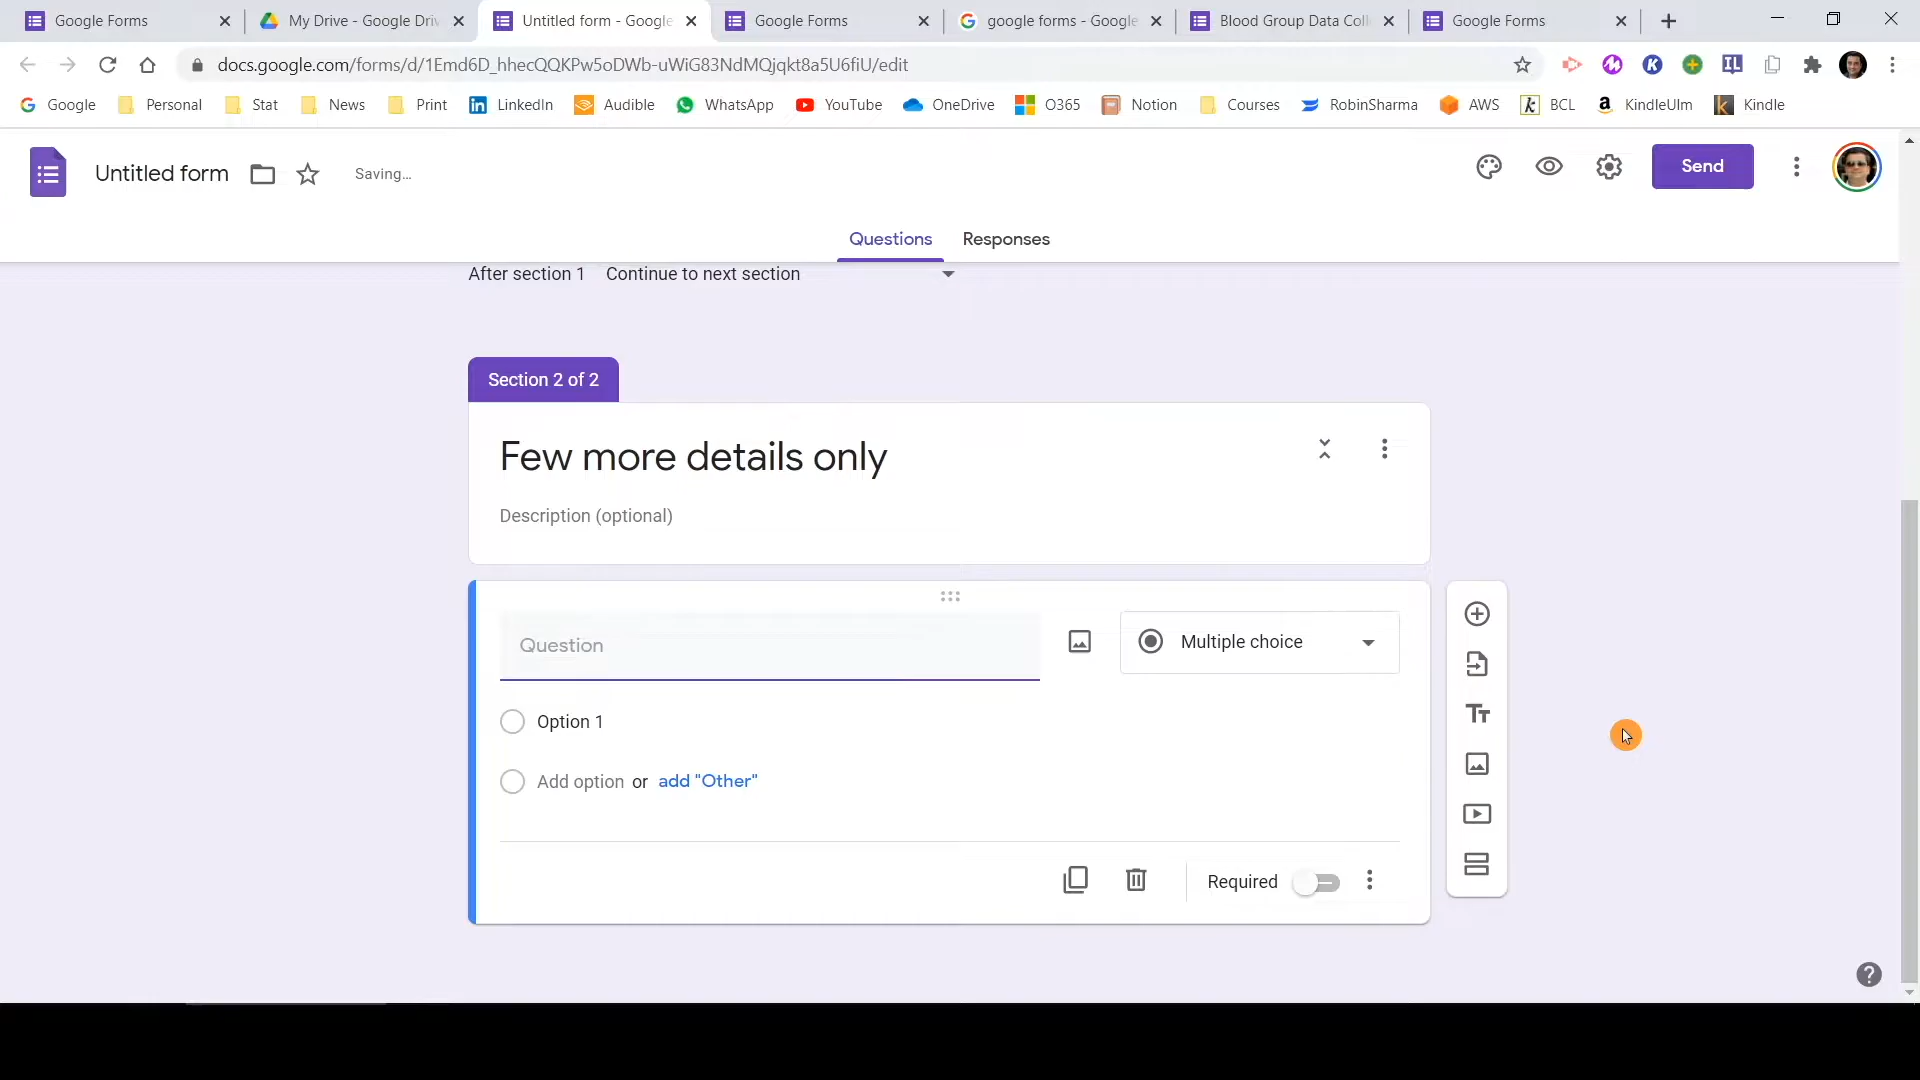 Google Forms
My Drive - Google Driv
Untitled form - Google
Google Forms
google forms - Google
Blood Group Data Coll
Google Forms
docs.google.com/forms/d/1Emd6D_hhecQQKPw5oDWb-uWiG83NdMQjqkt8a5U6fiU/edit
Google Personal Stat News Print LinkedIn Audible WhatsApp YouTube OneDrive O365 Notion Courses RobinSharma AWS BCL KindleUlm Kindle
Untitled form
Saving...
Send
Questions Responses
After section 1 Continue to next section
Section 2 of 2
Few more details only
Description (optional)
Question
Multiple choice
Option 1
Add option or add "Other"
Required